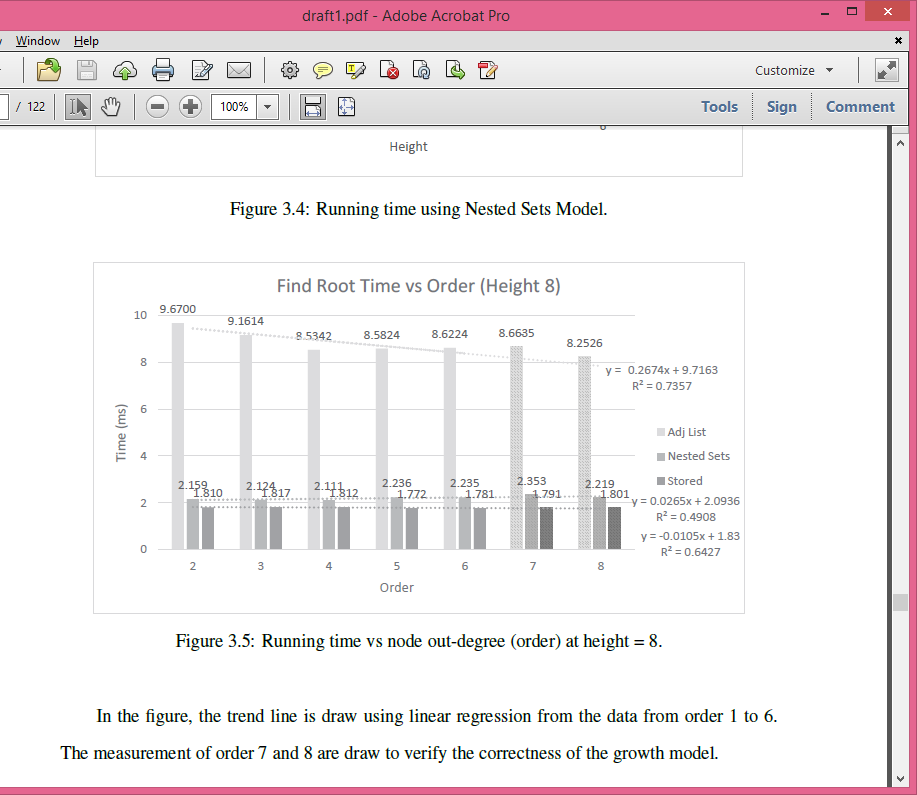 draft1.pdf - Adobe Acrobat Pro
Window Help
Customize
/ 122
100%
Tools Sign Comment
Height
Figure 3.4: Running time using Nested Sets Model.
Find Root Time vs Order (Height 8)
10
8
6
4
2
0
Time (ms)
9.6700
9.1614
8.5342
8.5824
8.6224
8.6635
8.2526
2.159
2.124
2.111
2.236
2.235
2.353
2.219
1.810
1.817
1.812
1.772
1.781
1.791
1.801
y = 0.2674x + 9.7163
R² = 0.7357
Adj List
Nested Sets
Stored
y = 0.0265x + 2.0936
R² = 0.4908
y = -0.0105x + 1.83
R² = 0.6427
2 3 4 5 6 7 8
Order
Figure 3.5: Running time vs node out-degree (order) at height = 8.
In the figure, the trend line is draw using linear regression from the data from order 1 to 6.
The measurement of order 7 and 8 are draw to verify the correctness of the growth model.